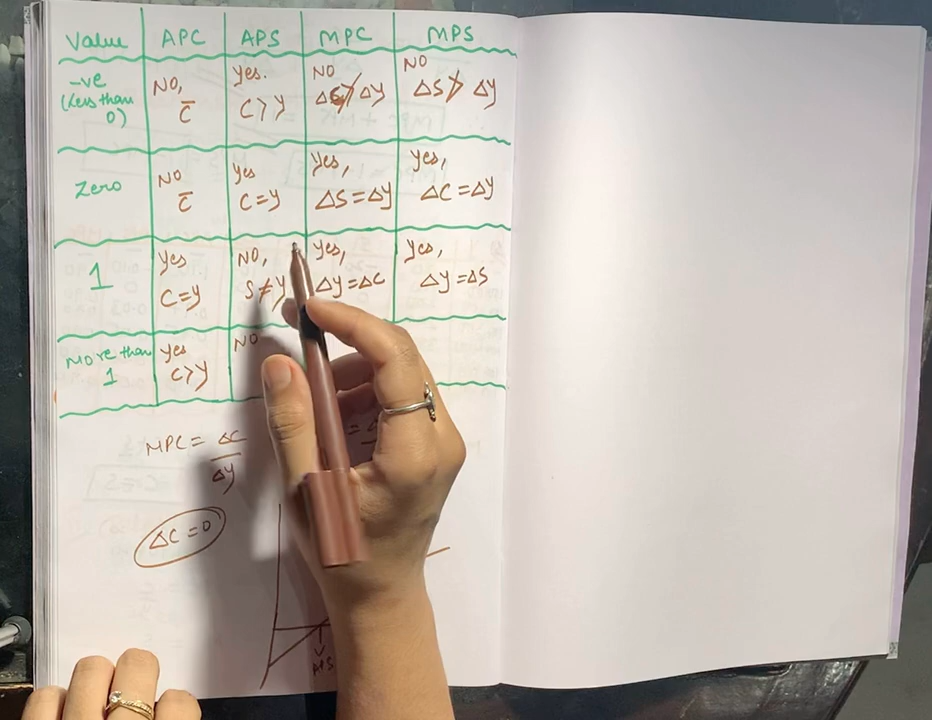 Value APC APS MPC MPS
-ve (Less than 0) NO, C̅ Yes. C>Y NO ΔS≯ΔY NO ΔS≯ΔY
Zero NO C̅ Yes C=Y Yes, ΔS=ΔY Yes, ΔC=ΔY
1 Yes C=Y NO, S≠Y Yes, ΔY=ΔC Yes, ΔY=ΔS
More than 1 Yes C>Y NO
MPC = ΔC
ΔY
ΔC=0
APS